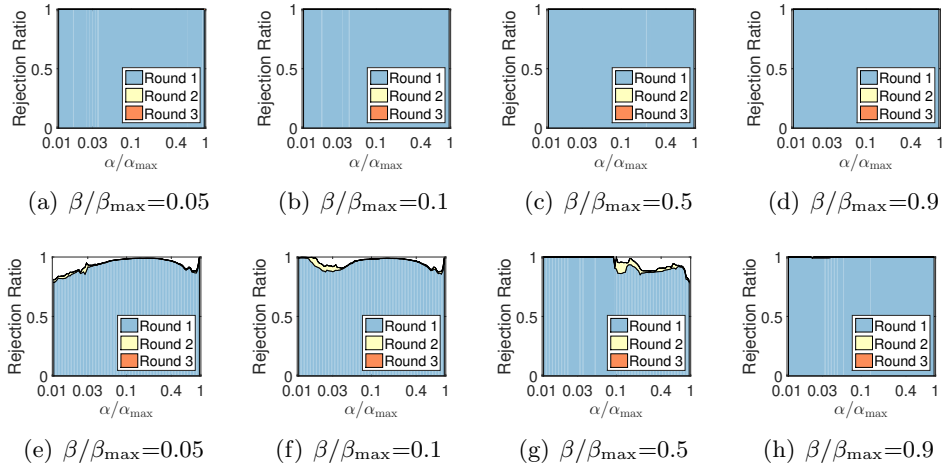 Rejection Ratio
1
0.5
0
Round 1
Round 2
Round 3
0.01 0.03 0.1 0.4 1
α/αmax
(a) β/βmax=0.05
Rejection Ratio
1
0.5
0
Round 1
Round 2
Round 3
0.01 0.03 0.1 0.4 1
α/αmax
(b) β/βmax=0.1
Rejection Ratio
1
0.5
0
Round 1
Round 2
Round 3
0.01 0.03 0.1 0.4 1
α/αmax
(c) β/βmax=0.5
Rejection Ratio
1
0.5
0
Round 1
Round 2
Round 3
0.01 0.03 0.1 0.4 1
α/αmax
(d) β/βmax=0.9
Rejection Ratio
1
0.5
0
Round 1
Round 2
Round 3
0.01 0.03 0.1 0.4 1
α/αmax
(e) β/βmax=0.05
Rejection Ratio
1
0.5
0
Round 1
Round 2
Round 3
0.01 0.03 0.1 0.4 1
α/αmax
(f) β/βmax=0.1
Rejection Ratio
1
0.5
0
Round 1
Round 2
Round 3
0.01 0.03 0.1 0.4 1
α/αmax
(g) β/βmax=0.5
Rejection Ratio
1
0.5
0
Round 1
Round 2
Round 3
0.01 0.03 0.1 0.4 1
α/αmax
(h) β/βmax=0.9